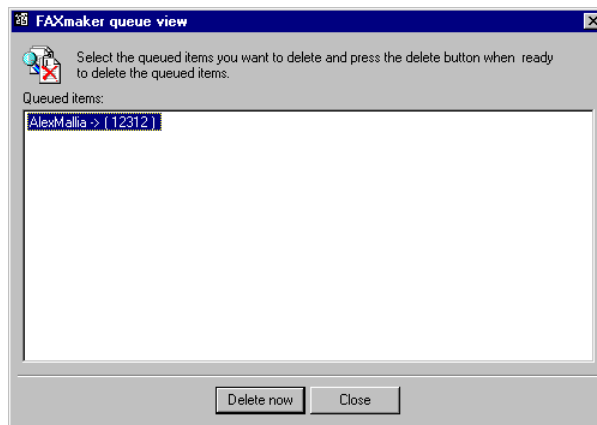 FAXmaker queue view
Select the queued items you want to delete and press the delete button when ready
to delete the queued items.
Queued items:
AlexMallia -> ( 12312 )
Delete now Close